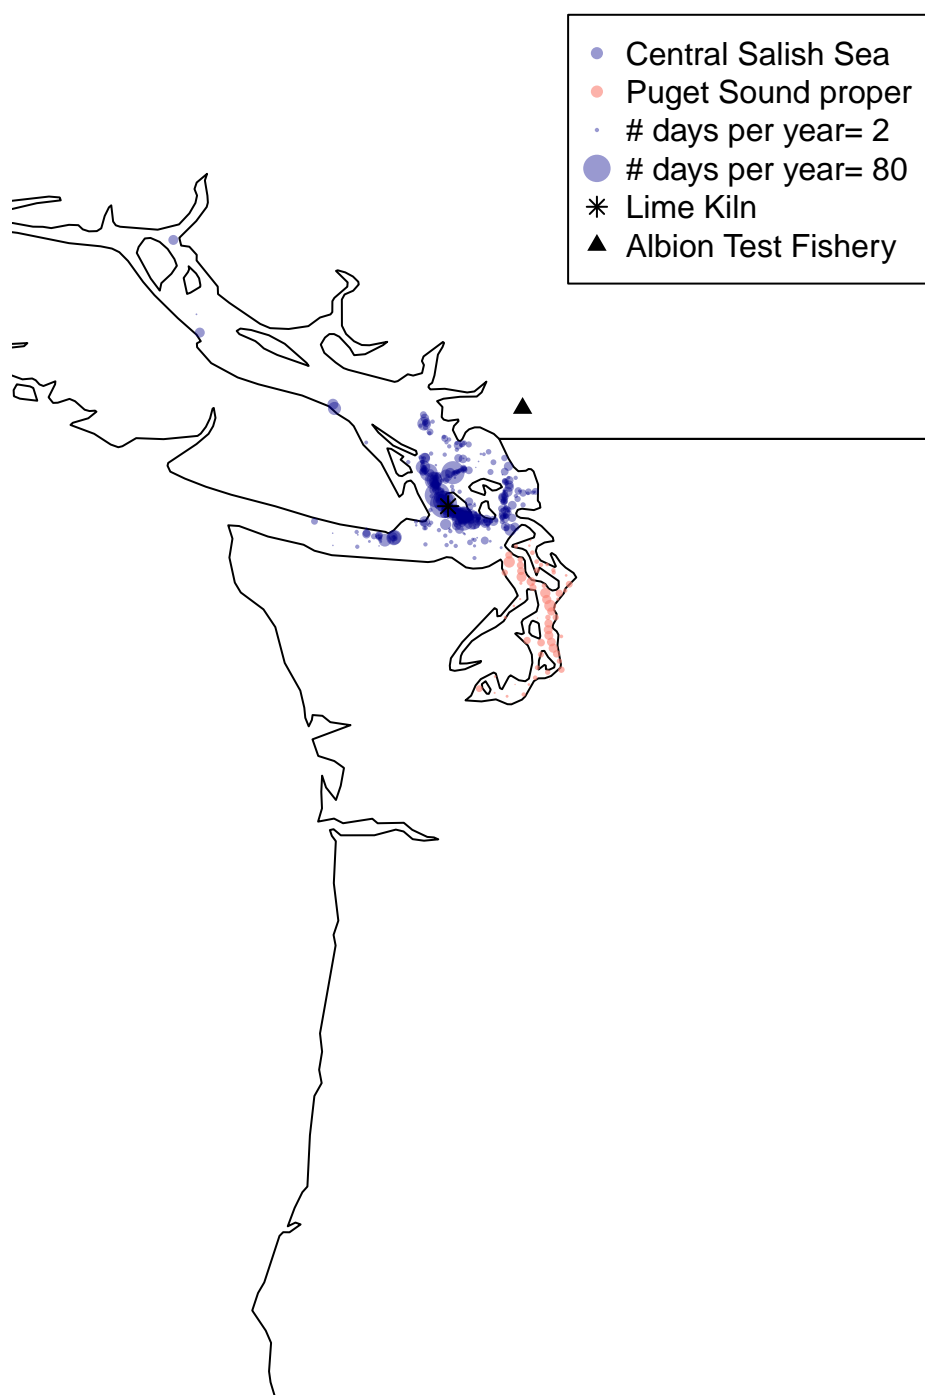 Central Salish Sea
Puget Sound proper
# days per year= 2
# days per year= 80
Lime Kiln
Albion Test Fishery